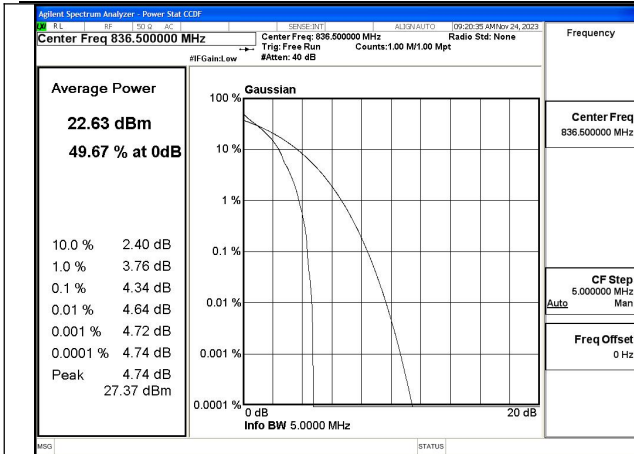 Agilent Spectrum Analyzer - Power Stat CCDF
RL RF 50 Ω AC SENSE:INT ALIGN AUTO 09:20:35 AM Nov 24, 2023
Center Freq 836.500000 MHz
Center Freq: 836.500000 MHz Radio Std: None
Trig: Free Run Counts:1.00 M/1.00 Mpt
#IFGain:Low #Atten: 40 dB
Frequency
Average Power
22.63 dBm
49.67 % at 0dB
10.0 % 2.40 dB
1.0 % 3.76 dB
0.1 % 4.34 dB
0.01 % 4.64 dB
0.001 % 4.72 dB
0.0001 % 4.74 dB
Peak 4.74 dB
27.37 dBm
Gaussian
100 %
10 %
1 %
0.1 %
0.01 %
0.001 %
0.0001 %
0 dB 20 dB
Info BW 5.0000 MHz
Center Freq
836.500000 MHz
CF Step
5.000000 MHz
Auto Man
Freq Offset
0 Hz
MSG STATUS